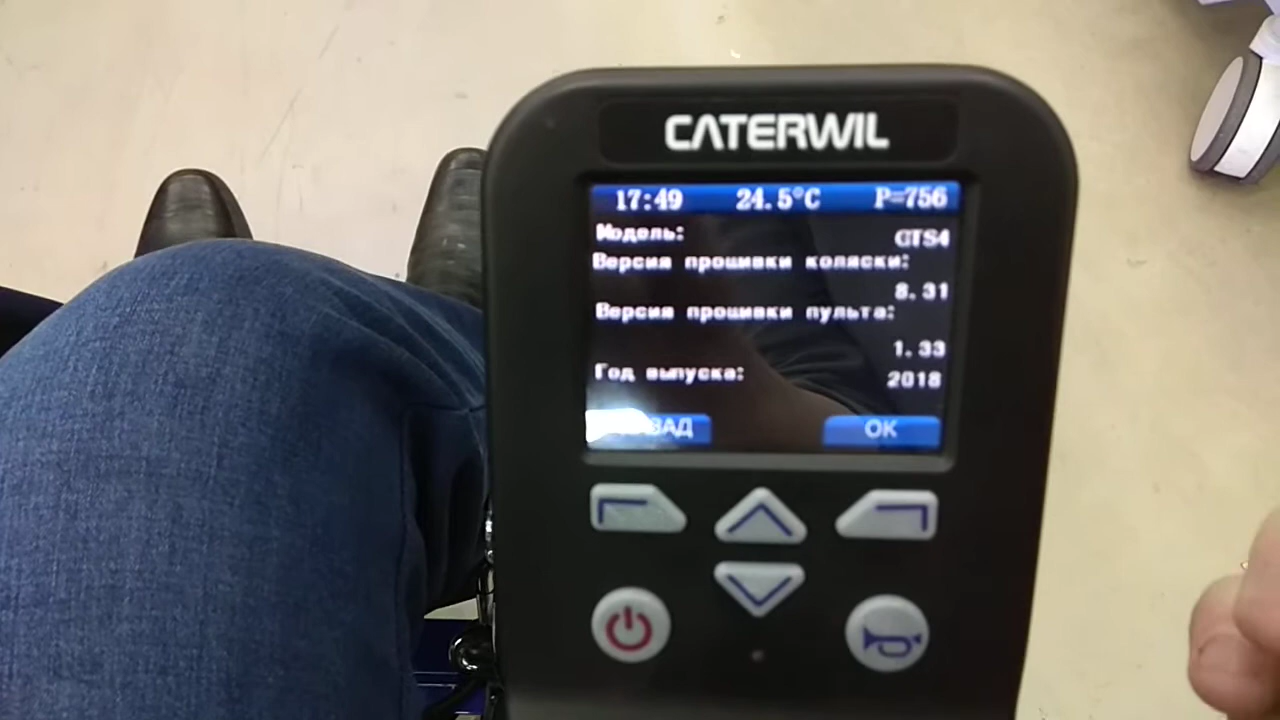 CATERWIL
17:49 24.5°C P=756
Модель: GTS4
Версия прошивки коляски:
8.31
Версия прошивки пульта:
1.33
Год выпуска: 2018
OK